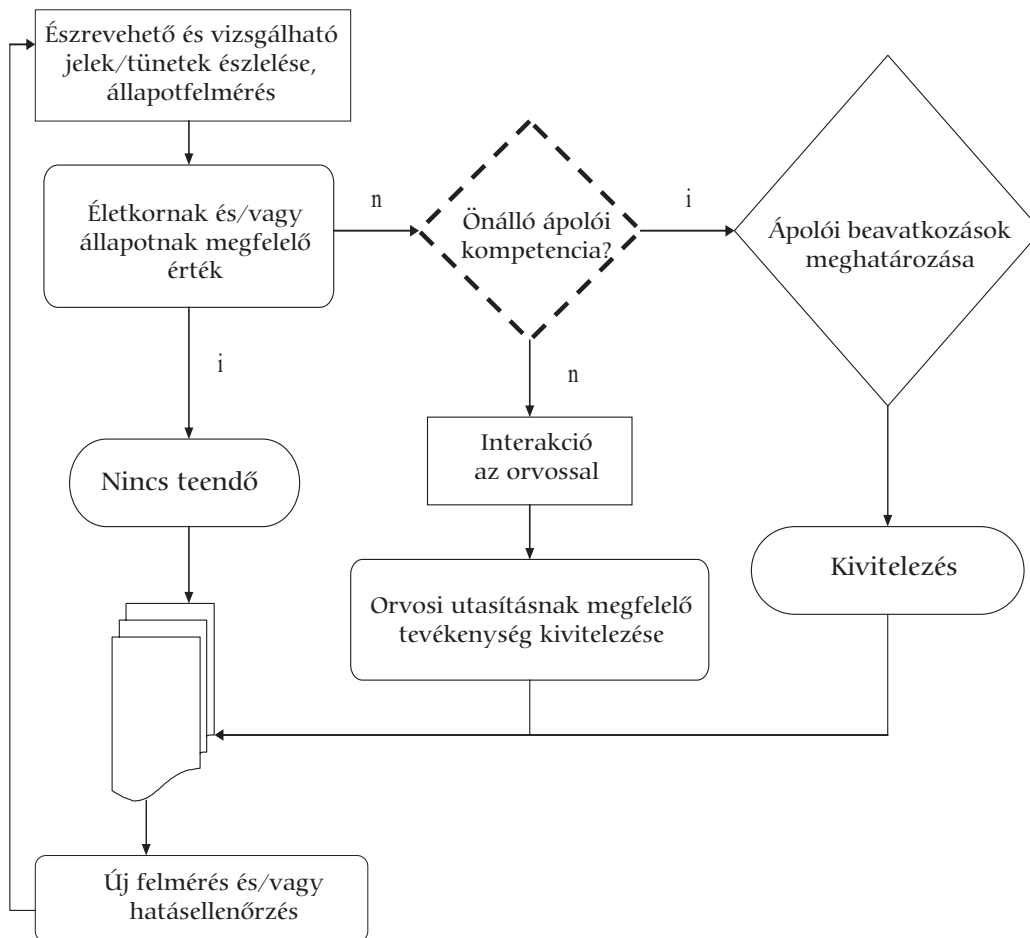 Észrevehető és vizsgálható
jelek/tünetek észlelése,
állapotfelmérés
Életkornak és/vagy
állapotnak megfelelő
érték
n
Önálló ápolói
kompetencia?
i
Ápolói beavatkozások
meghatározása
i
n
Nincs teendő
Interakció
az orvossal
Kivitelezés
Orvosi utasításnak megfelelő
tevékenység kivitelezése
Új felmérés és/vagy
hatásellenőrzés